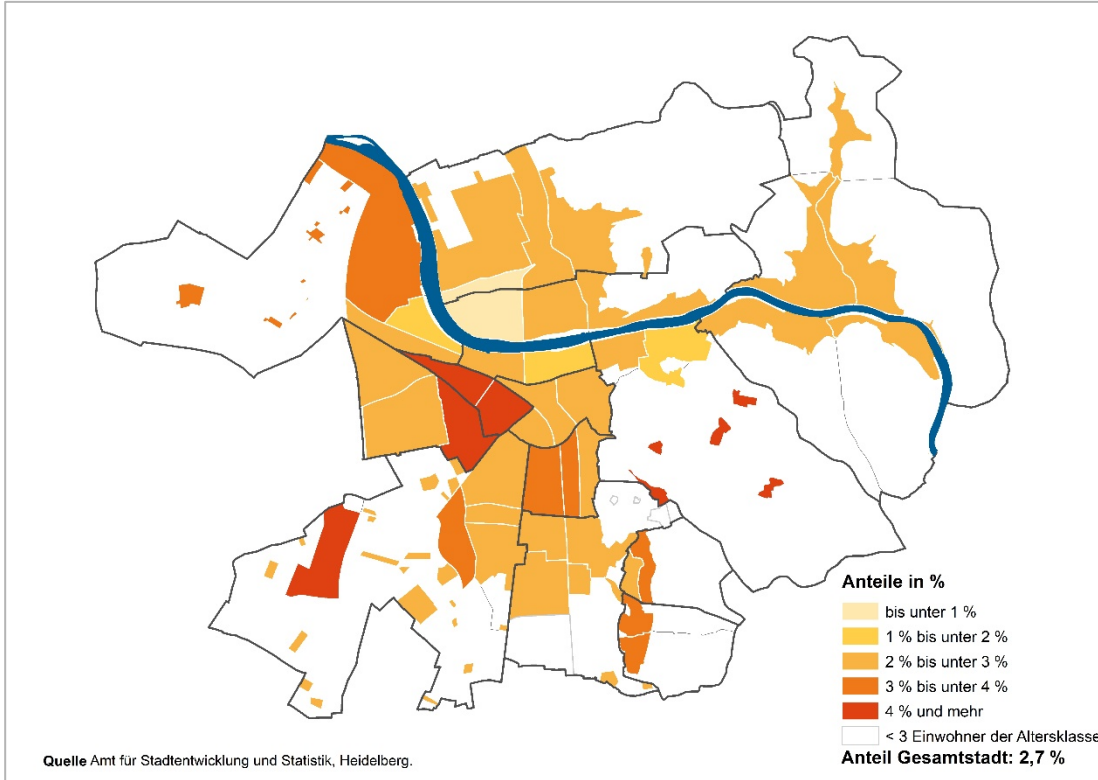 Anteile in %
bis unter 1 %
1 % bis unter 2 %
2 % bis unter 3 %
3 % bis unter 4 %
4 % und mehr
< 3 Einwohner der Altersklasse
Anteil Gesamtstadt: 2,7 %
Quelle Amt für Stadtentwicklung und Statistik, Heidelberg.